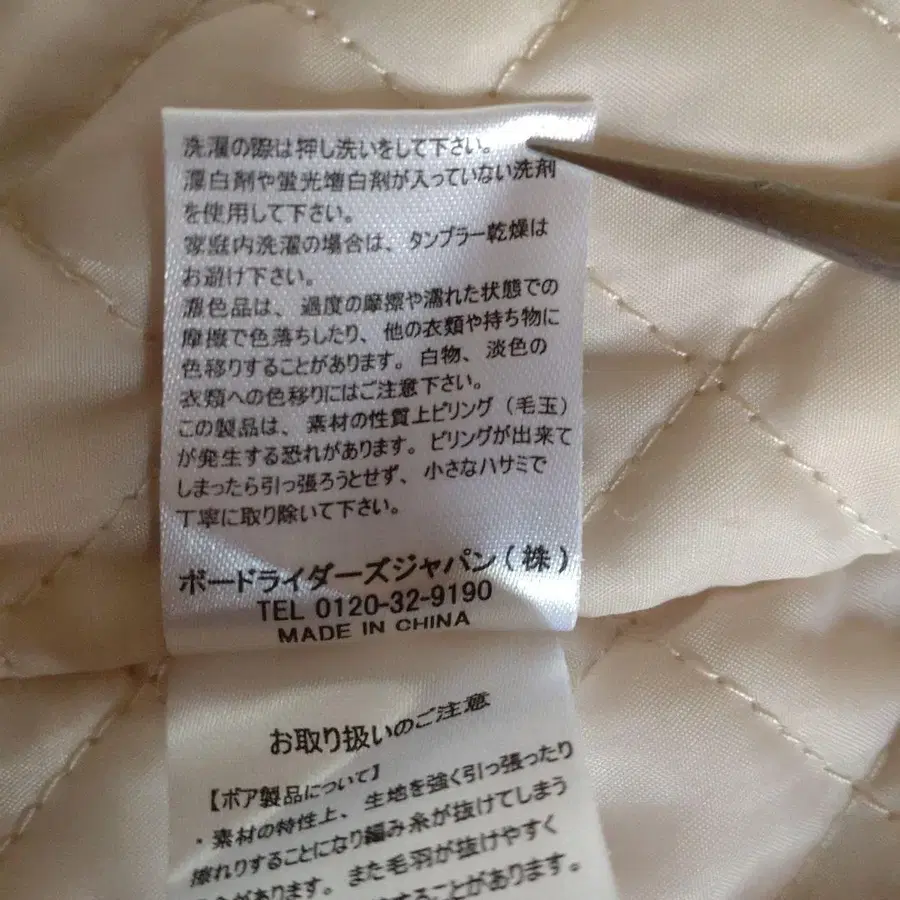 洗濯の際は押し洗いをして下さい。
漂白剤や蛍光増白剤が入っていない洗剤
を使用して下さい。
家庭内洗濯の場合は、タンブラー乾燥は
お避け下さい。
濃色品は、過度の摩擦や濡れた状態での
摩擦で色落ちしたり、他の衣類や持ち物に
色移りすることがあります。白物、淡色の
衣類への色移りにはご注意下さい。
この製品は、素材の性質上ピリング（毛玉）
が発生する恐れがあります。ピリングが出来て
しまったら引っ張ろうとせず、小さなハサミで
丁寧に取り除いて下さい。
ボードライダーズジャパン（株）
TEL 0120-32-9190
MADE IN CHINA
お取り扱いのご注意
【ボア製品について】
・素材の特性上、生地を強く引っ張ったり
擦れりすることになり編み糸が抜けてしまう
があります。また毛羽が抜けやすく
することがあります。